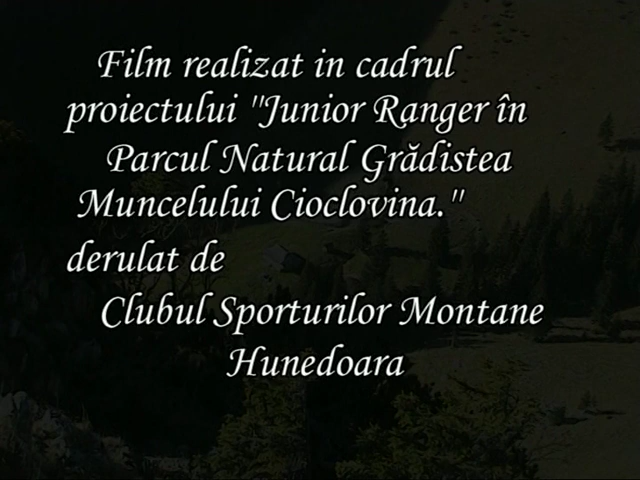 Film realizat in cadrul
proiectului "Junior Ranger în
Parcul Natural Grădistea
Muncelului Cioclovina."
derulat de
Clubul Sporturilor Montane
Hunedoara